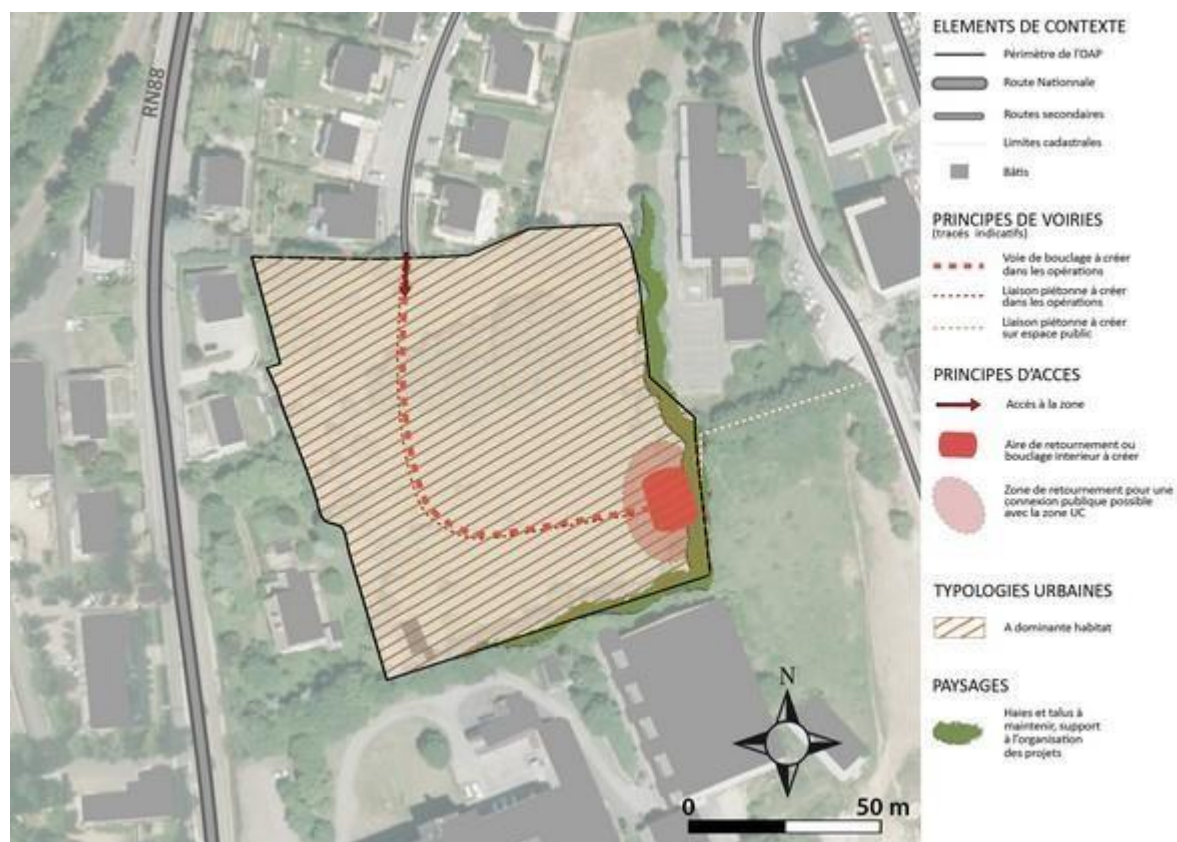 RN88
N
0
50 m
ELEMENTS DE CONTEXTE
Périmètre de l'OAP
Route Nationnale
Routes secondaires
Limites cadastrales
Bâtis
PRINCIPES DE VOIRIES
(tracés indicatifs)
Voie de bouclage à créer
dans les opérations
Liaison piétonne à créer
dans les opérations
Liaison piétonne à créer
sur espace public
PRINCIPES D'ACCES
Accès à la zone
Aire de retournement ou
bouclage interieur à créer
Zone de retournement pour une
connexion publique possible
avec la zone UC
TYPOLOGIES URBAINES
A dominante habitat
PAYSAGES
Haies et talus à
maintenir, support
à l'organisation
des projets